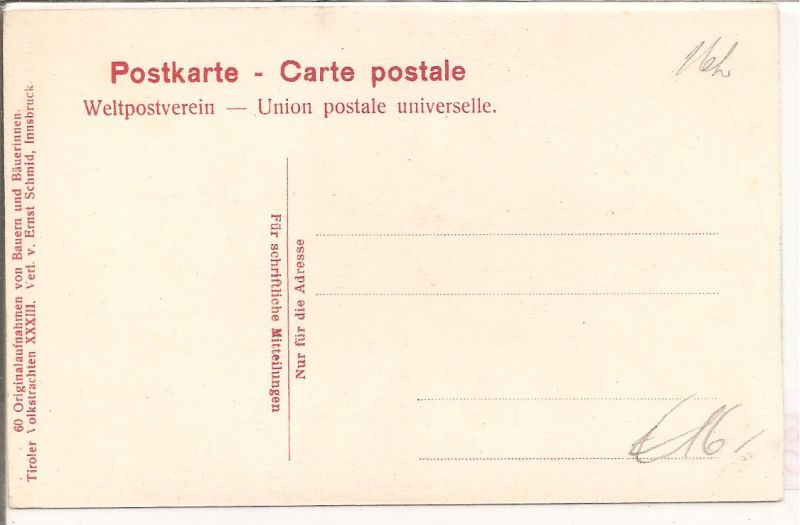 Postkarte - Carte postale
Weltpostverein — Union postale universelle.
60 Originalaufnahmen von Bauern und Bäuerinnen.
Tiroler Volkstrachten XXXIII. Verl. v. Ernst Schmid, Innsbruck.
Für schriftliche Mitteilungen
Nur für die Adresse
16-